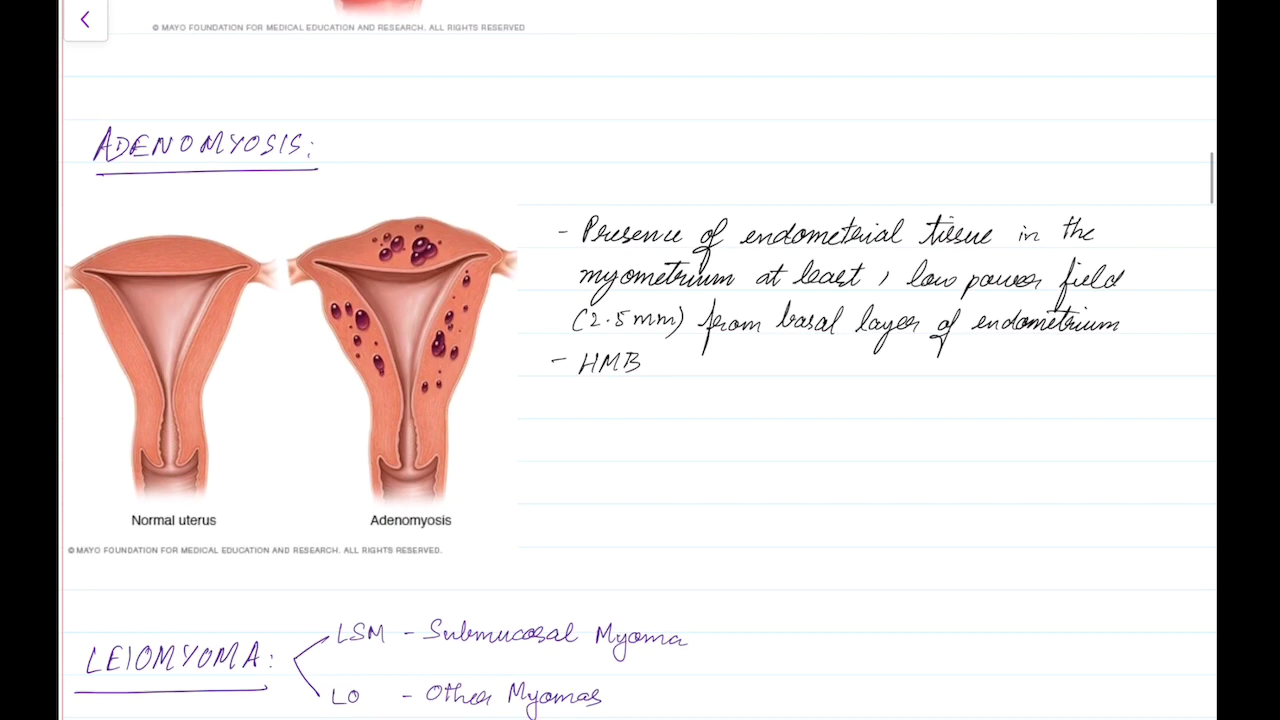 © MAYO FOUNDATION FOR MEDICAL EDUCATION AND RESEARCH. ALL RIGHTS RESERVED
ADENOMYOSIS:
- Presence of endometrial tissue in the
myometrium at least 1 low power field
(2.5mm) from basal layer of endometrium
- HMB
Normal uterus
Adenomyosis
© MAYO FOUNDATION FOR MEDICAL EDUCATION AND RESEARCH. ALL RIGHTS RESERVED.
LEIOMYOMA:
LSM - Submucosal Myoma
LO - Other Myomas